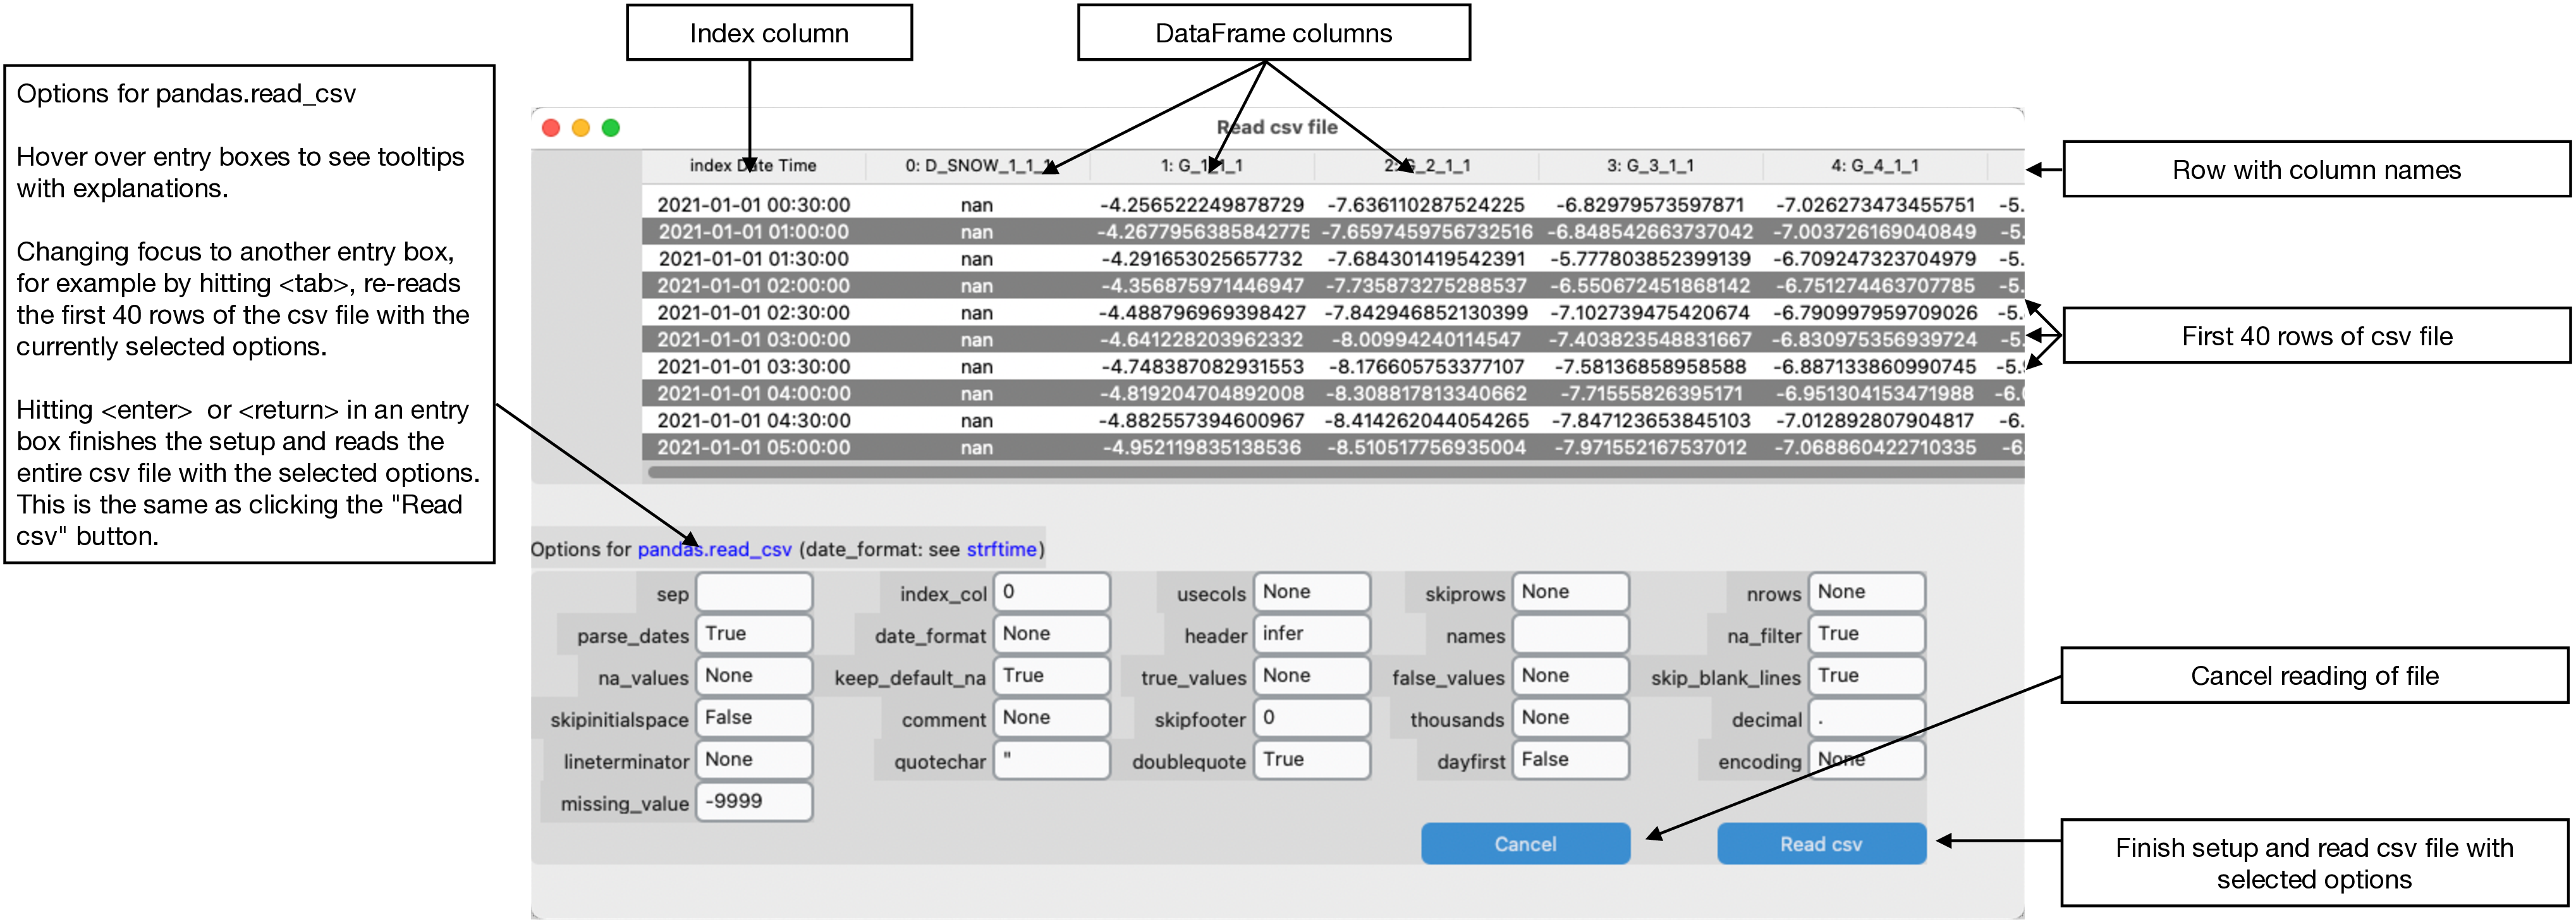 Index column
DataFrame columns
Options for pandas.read_csv
Hover over entry boxes to see tooltips
with explanations.
Changing focus to another entry box,
for example by hitting <tab>, re-reads
the first 40 rows of the csv file with the
currently selected options.
Hitting <enter> or <return> in an entry
box finishes the setup and reads the
entire csv file with the selected options.
This is the same as clicking the "Read
csv" button.
Read csv file
index Date Time 0: D_SNOW_1_1_1 1: G_1_1_1 2: G_2_1_1 3: G_3_1_1 4: G_4_1_1
2021-01-01 00:30:00 nan -4.256522249878729 -7.636110287524225 -6.82979573597871 -7.026273473455751 -5.
2021-01-01 01:00:00 nan -4.2677956385842775 -7.6597459756732516 -6.848542663737042 -7.003726169040849 -5.
2021-01-01 01:30:00 nan -4.291653025657732 -7.684301419542391 -5.777803852399139 -6.709247323704979 -5.
2021-01-01 02:00:00 nan -4.356875971446947 -7.735873275288537 -6.550672451868142 -6.751274463707785 -5.
2021-01-01 02:30:00 nan -4.488796969398427 -7.842946852130399 -7.102739475420674 -6.790997959709026 -5.
2021-01-01 03:00:00 nan -4.641228203962332 -8.00994240114547 -7.403823548831667 -6.830975356939724 -5.
2021-01-01 03:30:00 nan -4.748387082931553 -8.176605753377107 -7.58136858958588 -6.887133860990745 -5.
2021-01-01 04:00:00 nan -4.819204704892008 -8.308817813340662 -7.71555826395171 -6.951304153471988 -6.
2021-01-01 04:30:00 nan -4.882557394600967 -8.414262044054265 -7.847123653845103 -7.012892807904817 -6.
2021-01-01 05:00:00 nan -4.952119835138536 -8.510517756935004 -7.971552167537012 -7.068860422710335 -6.
Row with column names
First 40 rows of csv file
Options for pandas.read_csv (date_format: see strftime)
sep index_col 0 usecols None skiprows None nrows None
parse_dates True date_format None header infer names na_filter True
na_values None keep_default_na True true_values None false_values None skip_blank_lines True
skipinitialspace False comment None skipfooter 0 thousands None decimal .
lineterminator None quotechar " doublequote True dayfirst False encoding None
missing_value -9999
Cancel Read csv
Cancel reading of file
Finish setup and read csv file with
selected options